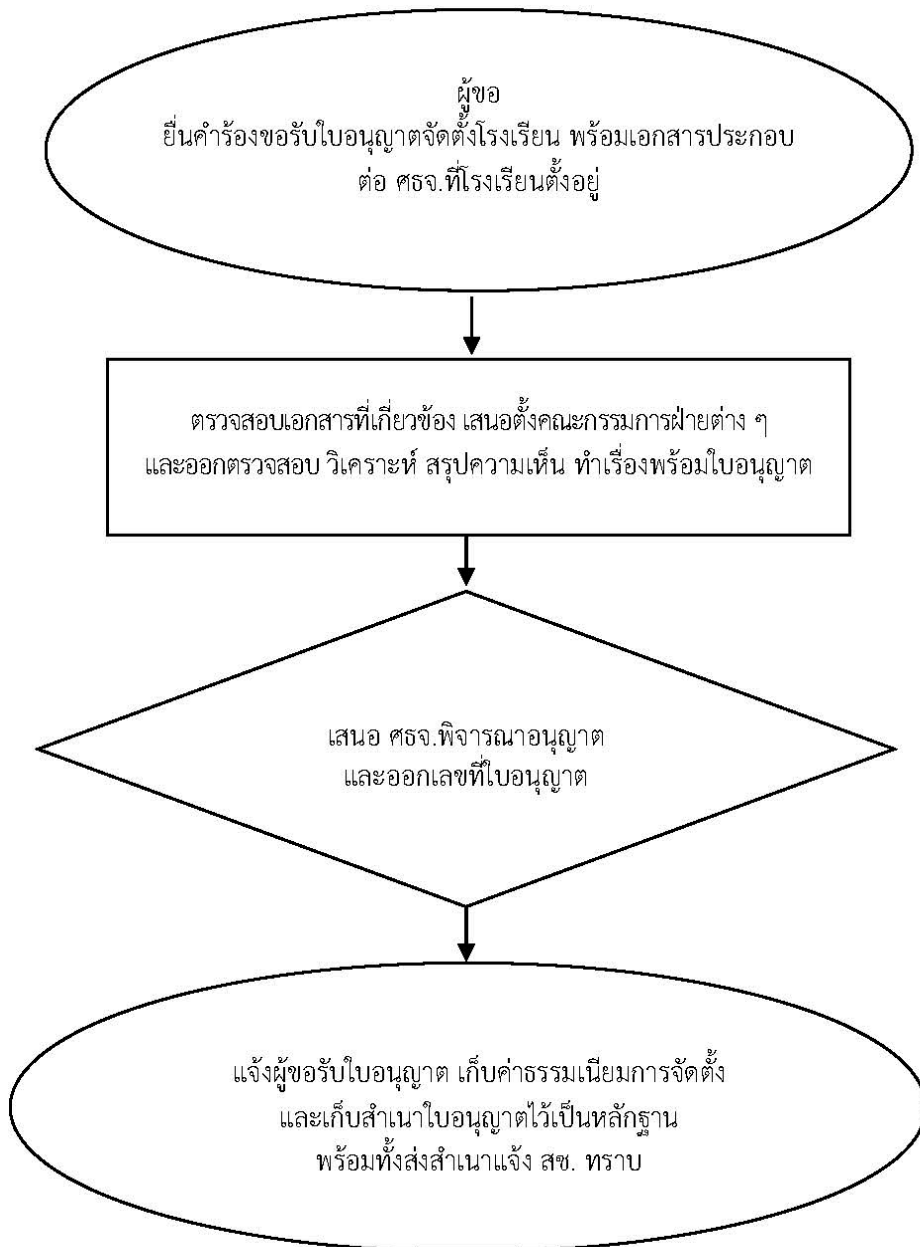 ผู้ขอ
ยื่นคำร้องขอรับใบอนุญาตจัดตั้งโรงเรียน พร้อมเอกสารประกอบ
ต่อ ศธจ.ที่โรงเรียนตั้งอยู่
ตรวจสอบเอกสารที่เกี่ยวข้อง เสนอตั้งคณะกรรมการฝ่ายต่าง ๆ
และออกตรวจสอบ วิเคราะห์ สรุปความเห็น ทำเรื่องพร้อมใบอนุญาต
เสนอ ศธจ.พิจารณาอนุญาต
และออกเลขที่ใบอนุญาต
แจ้งผู้ขอรับใบอนุญาต เก็บค่าธรรมเนียมการจัดตั้ง
และเก็บสำเนาใบอนุญาตไว้เป็นหลักฐาน
พร้อมทั้งส่งสำเนาแจ้ง สช. ทราบ